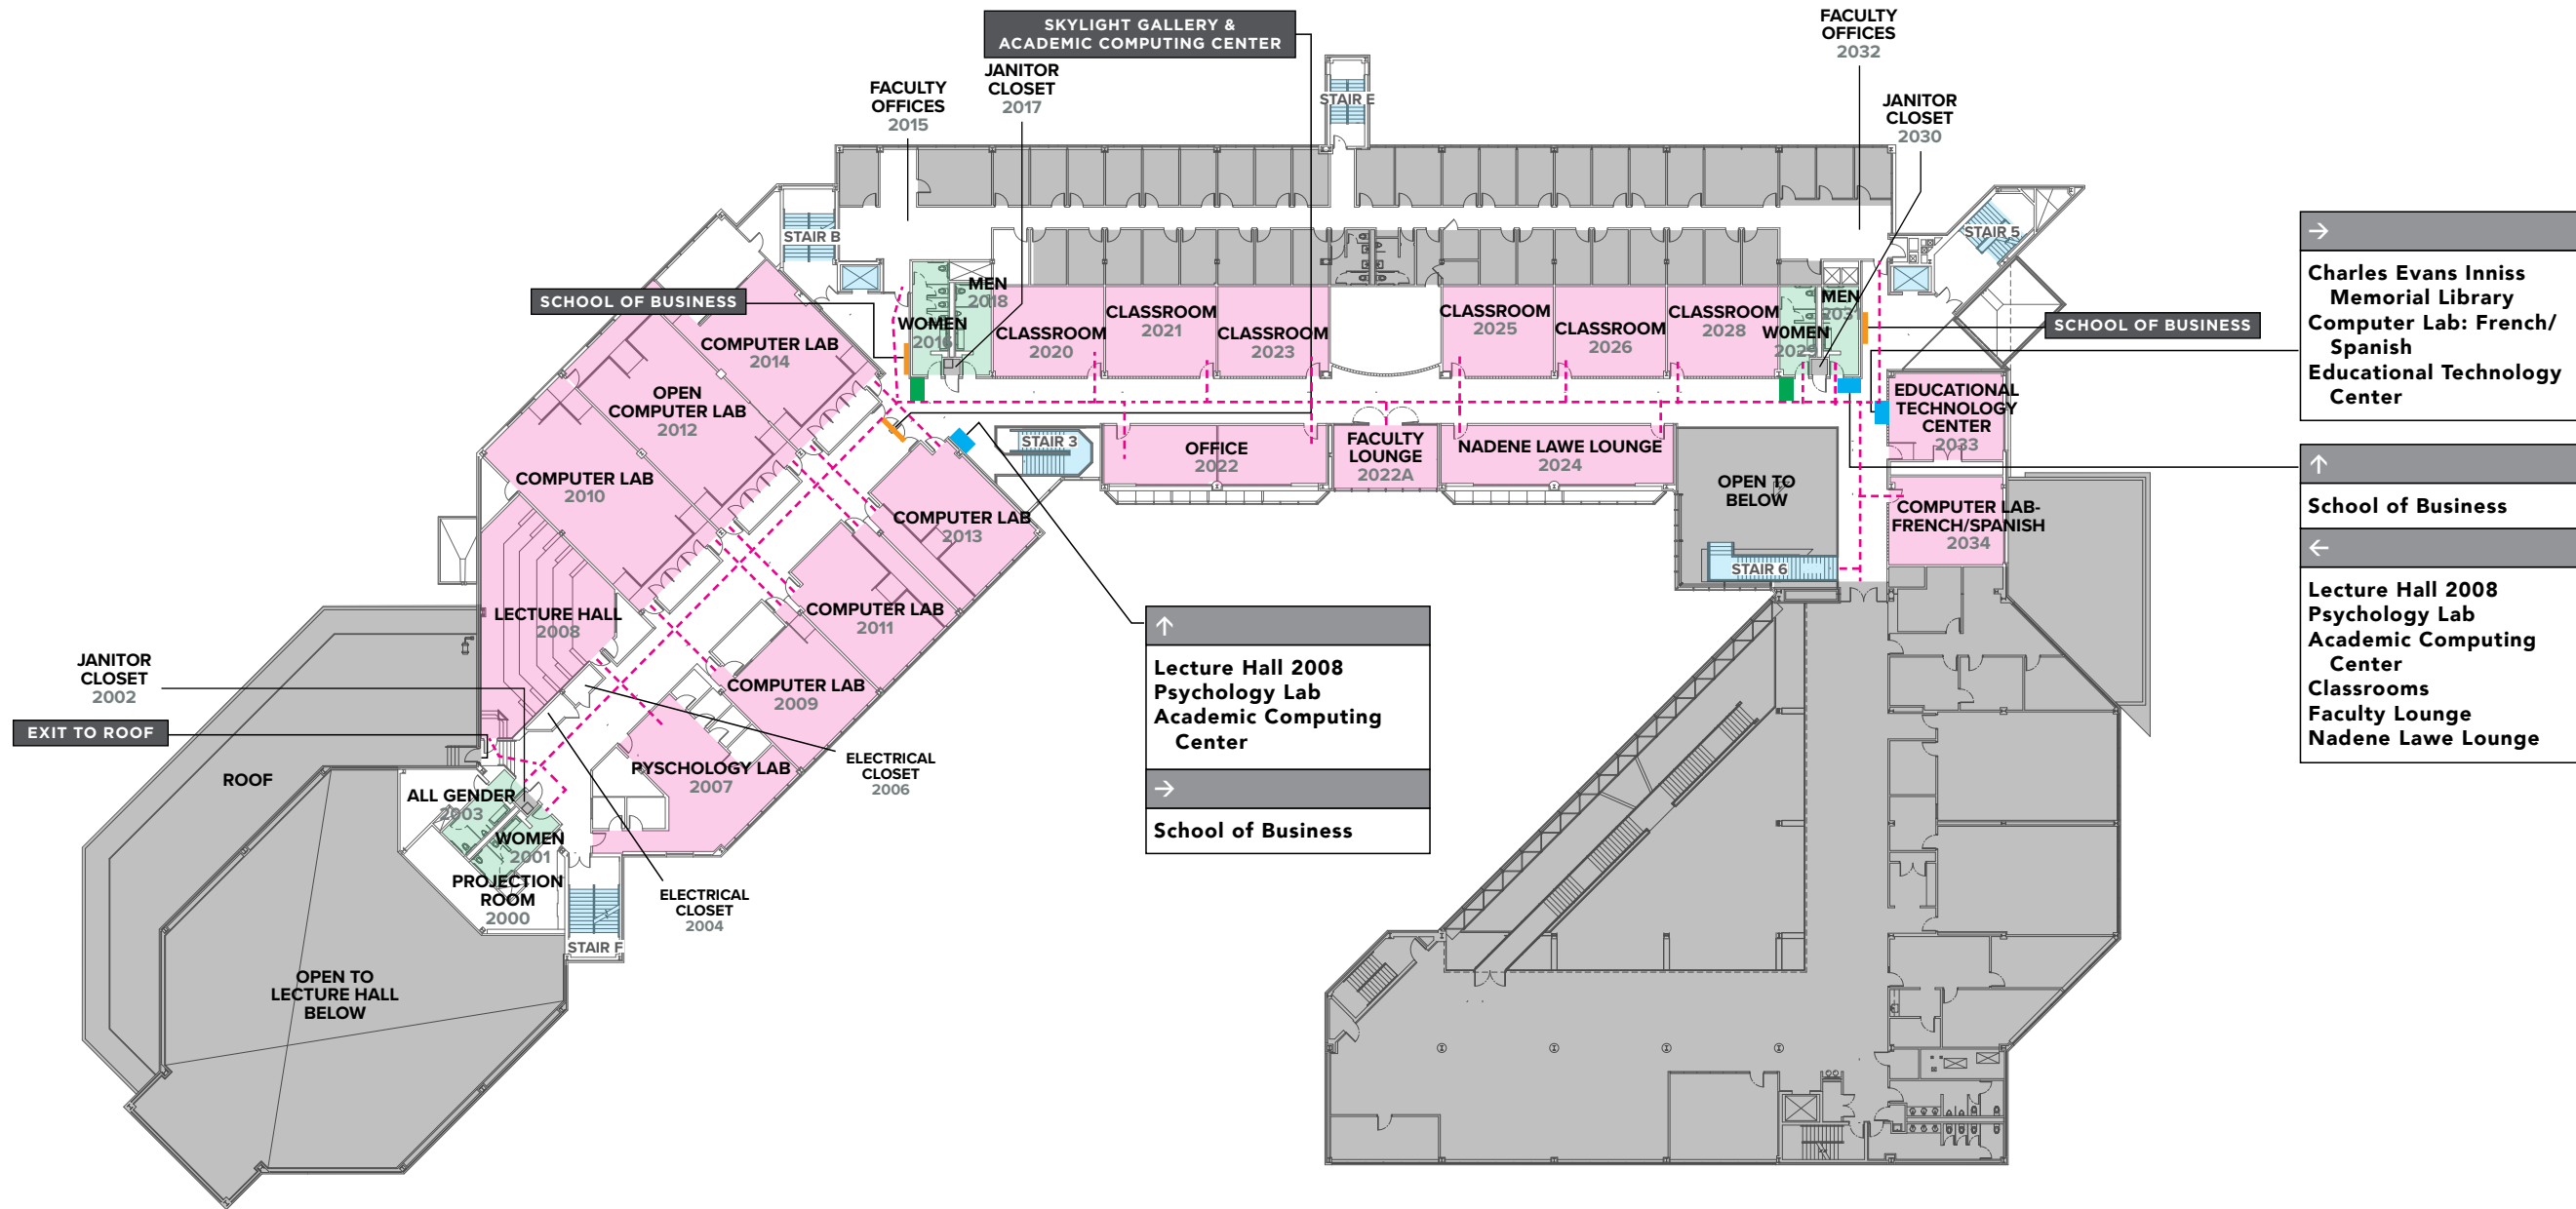 SKYLIGHT GALLERY &
ACADEMIC COMPUTING CENTER
FACULTY
OFFICES
2032
JANITOR
CLOSET
2017
FACULTY
OFFICES
2015
STAIR E
JANITOR
CLOSET
2030
STAIR B
STAIR 5
SCHOOL OF BUSINESS
MEN
2018
WOMEN
2016
CLASSROOM
2020
CLASSROOM
2021
CLASSROOM
2023
CLASSROOM
2025
CLASSROOM
2026
CLASSROOM
2028
WOMEN
2029
MEN
2031
SCHOOL OF BUSINESS
→
Charles Evans Inniss
Memorial Library
Computer Lab: French/
Spanish
Educational Technology
Center
COMPUTER LAB
2014
OPEN
COMPUTER LAB
2012
COMPUTER LAB
2010
STAIR 3
OFFICE
2022
FACULTY
LOUNGE
2022A
NADENE LAWE LOUNGE
2024
OPEN TO
BELOW
EDUCATIONAL
TECHNOLOGY
CENTER
2033
COMPUTER LAB-
FRENCH/SPANISH
2034
STAIR 6
↑
School of Business
←
Lecture Hall 2008
Psychology Lab
Academic Computing
Center
Classrooms
Faculty Lounge
Nadene Lawe Lounge
COMPUTER LAB
2013
COMPUTER LAB
2011
COMPUTER LAB
2009
LECTURE HALL
2008
↑
Lecture Hall 2008
Psychology Lab
Academic Computing
Center
→
School of Business
JANITOR
CLOSET
2002
EXIT TO ROOF
ROOF
PYSCHOLOGY LAB
2007
ELECTRICAL
CLOSET
2006
ALL GENDER
2003
WOMEN
2001
PROJECTION
ROOM
2000
ELECTRICAL
CLOSET
2004
STAIR F
OPEN TO
LECTURE HALL
BELOW